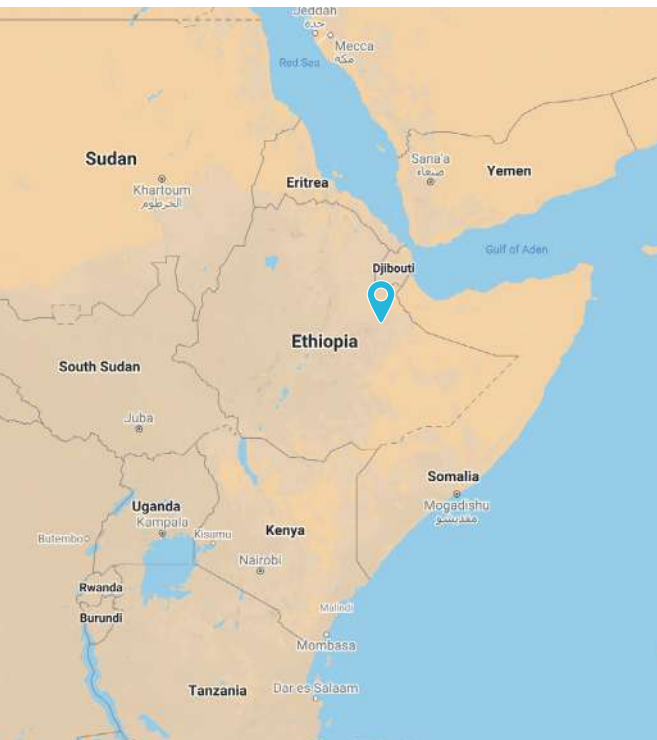 Jeddah
جدة
Mecca
مكه
Red Sea
Sudan
Khartoum
الخرطوم
Eritrea
Sana'a
صنعاء
Yemen
Gulf of Aden
Djibouti
Ethiopia
South Sudan
Juba
Somalia
Mogadishu
مقديشو
Uganda
Kampala
Butembo
Kisumu
Kenya
Nairobi
Rwanda
Burundi
Malindi
Mombasa
Tanzania
Dar es Salaam